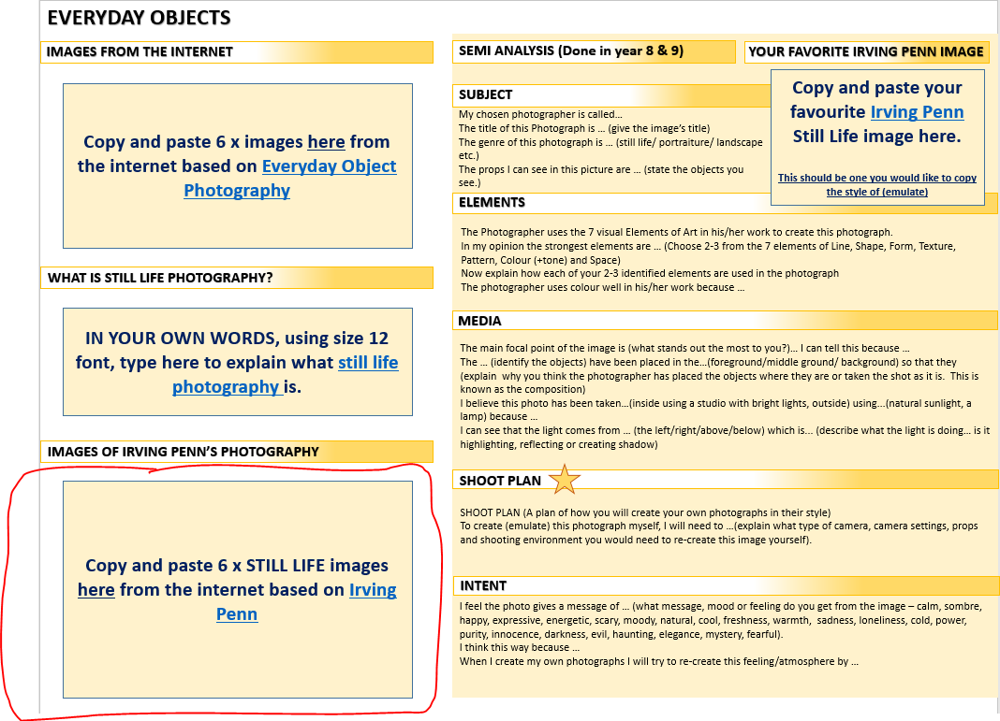 EVERYDAY OBJECTS
IMAGES FROM THE INTERNET
Copy and paste 6 x images here from
the internet based on Everyday Object
Photography
WHAT IS STILL LIFE PHOTOGRAPHY?
IN YOUR OWN WORDS, using size 12
font, type here to explain what still life
photography is.
IMAGES OF IRVING PENN'S PHOTOGRAPHY
Copy and paste 6 x STILL LIFE images
here from the internet based on Irving
Penn
SEMI ANALYSIS (Done in year 8 & 9)
YOUR FAVORITE IRVING PENN IMAGE
Copy and paste your
favourite Irving Penn
Still Life image here.
This should be one you would like to copy
the style of (emulate)
SUBJECT
My chosen photographer is called…
The title of this Photograph is … (give the image's title)
The genre of this photograph is … (still life/ portraiture/ landscape
etc.)
The props I can see in this picture are … (state the objects you
see.)
ELEMENTS
The Photographer uses the 7 visual Elements of Art in his/her work to create this photograph.
In my opinion the strongest elements are … (Choose 2-3 from the 7 elements of Line, Shape, Form, Texture,
Pattern, Colour (+tone) and Space)
Now explain how each of your 2-3 identified elements are used in the photograph
The photographer uses colour well in his/her work because …
MEDIA
The main focal point of the image is (what stands out the most to you?)… I can tell this because …
The … (identify the objects) have been placed in the…(foreground/middle ground/ background) so that they
(explain why you think the photographer has placed the objects where they are or taken the shot as it is. This is
known as the composition)
I believe this photo has been taken…(inside using a studio with bright lights, outside) using…(natural sunlight, a
lamp) because …
I can see that the light comes from … (the left/right/above/below) which is... (describe what the light is doing… is it
highlighting, reflecting or creating shadow)
SHOOT PLAN
SHOOT PLAN (A plan of how you will create your own photographs in their style)
To create (emulate) this photograph myself, I will need to …(explain what type of camera, camera settings, props
and shooting environment you would need to re-create this image yourself).
INTENT
I feel the photo gives a message of … (what message, mood or feeling do you get from the image – calm, sombre,
happy, expressive, energetic, scary, moody, natural, cool, freshness, warmth, sadness, loneliness, cold, power,
purity, innocence, darkness, evil, haunting, elegance, mystery, fearful).
I think this way because …
When I create my own photographs I will try to re-create this feeling/atmosphere by …